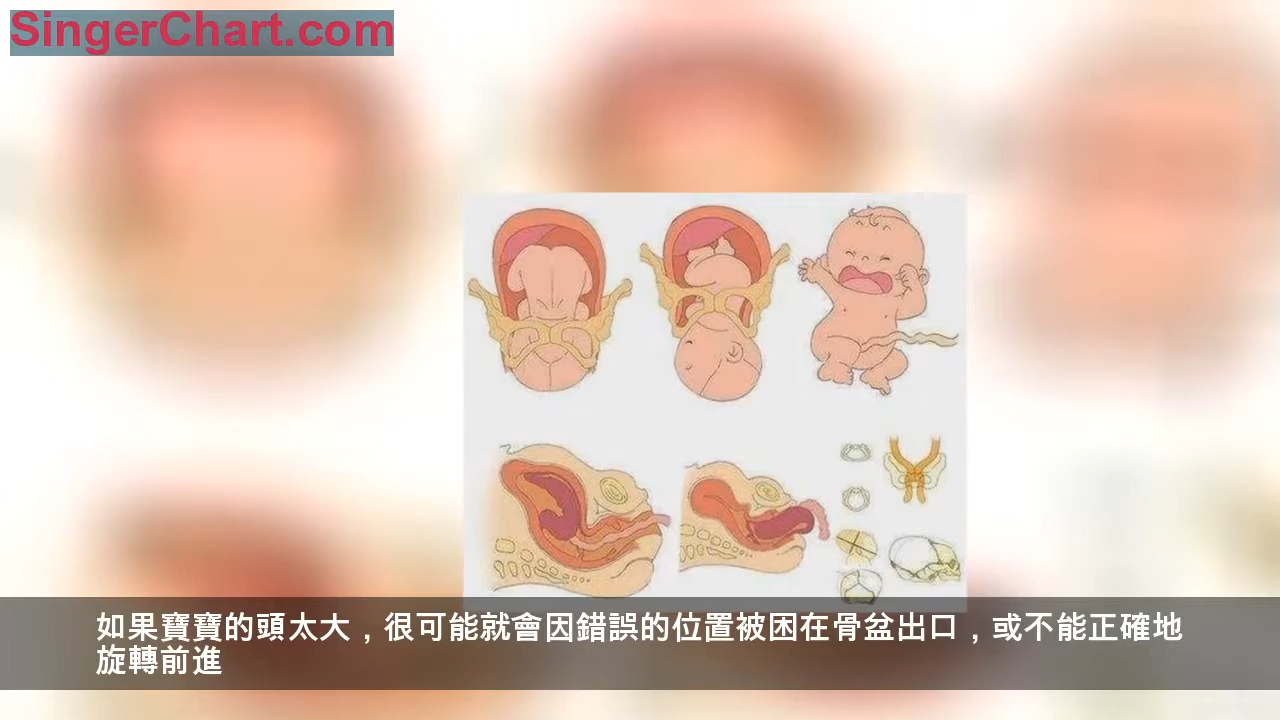 SingerChart.com
如果寶寶的頭太大，很可能就會因錯誤的位置被困在骨盆出口，或不能正確地
旋轉前進